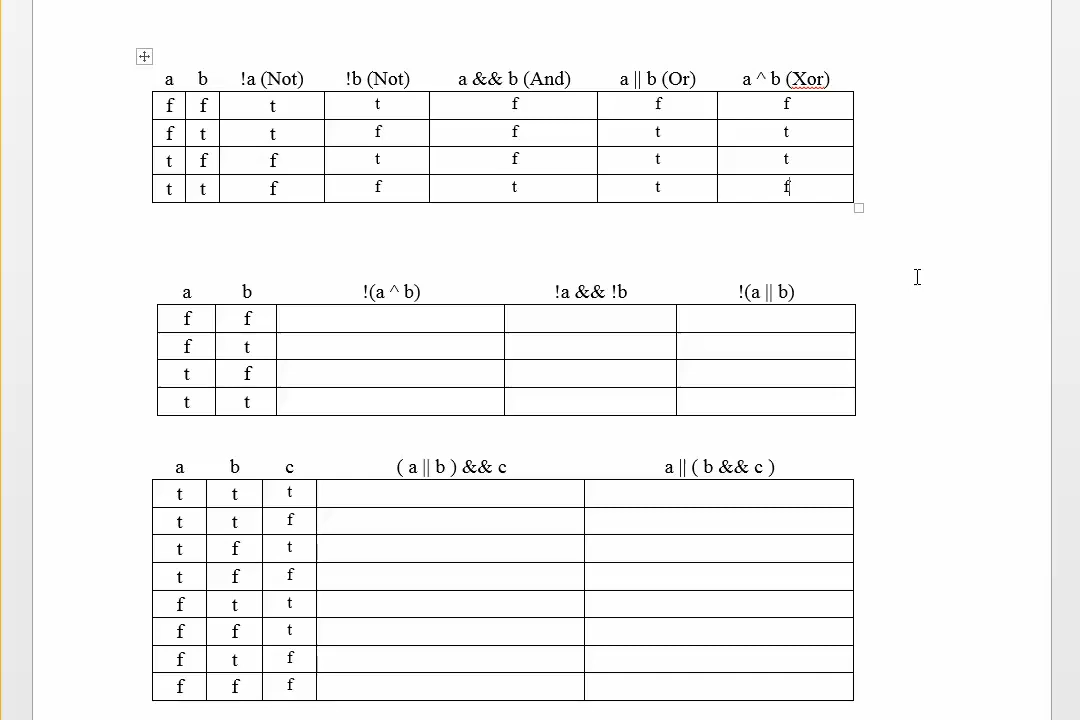 a b !a (Not) !b (Not) a && b (And) a || b (Or) a ^ b (Xor)
f f t t f f f
f t t f f t t
t f f t f t t
t t f f t t f
a b !(a ^ b) !a && !b !(a || b)
f f
f t
t f
t t
a b c ( a || b ) && c a || ( b && c )
t t t
t t f
t f t
t f f
f t t
f f t
f t f
f f f